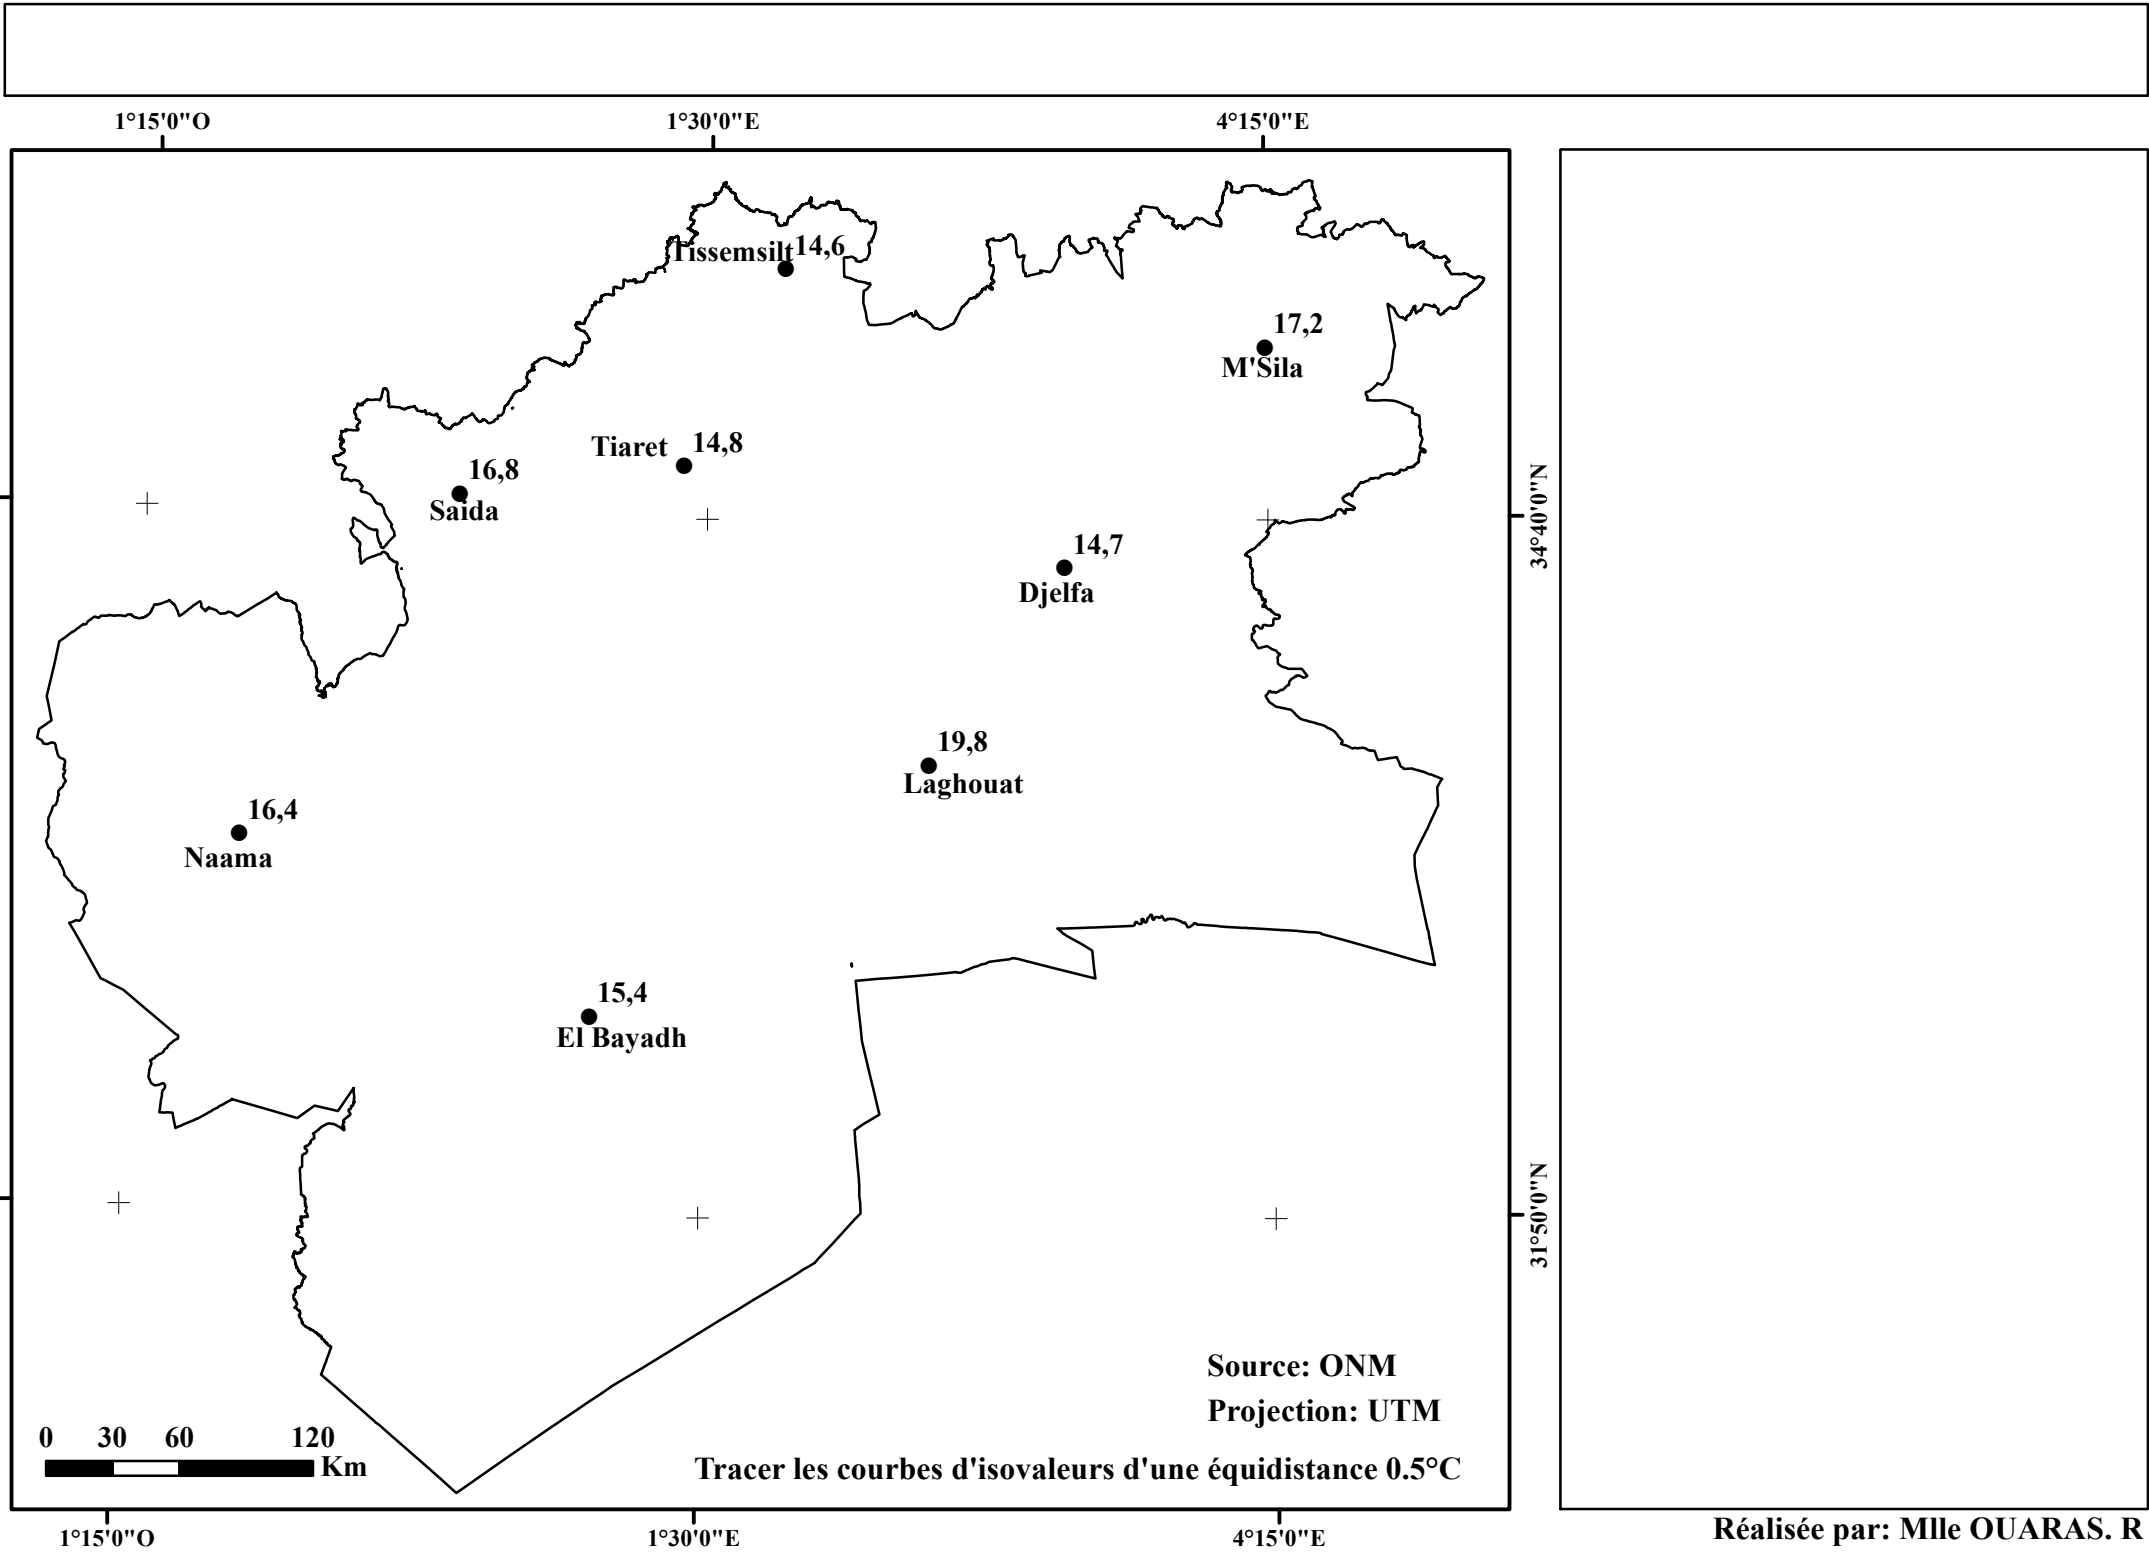 1°15'0"O 1°30'0"E 4°15'0"E
Tissemsilt 14,6
17,2
M'Sila
Tiaret 14,8
16,8
Saida
34°40'0"N
14,7
Djelfa
19,8
Laghouat
16,4
Naama
15,4
El Bayadh
31°50'0"N
Source: ONM
Projection: UTM
0 30 60 120
Km
Tracer les courbes d'isovaleurs d'une équidistance 0.5°C
1°15'0"O 1°30'0"E 4°15'0"E
Réalisée par: Mlle OUARAS. R